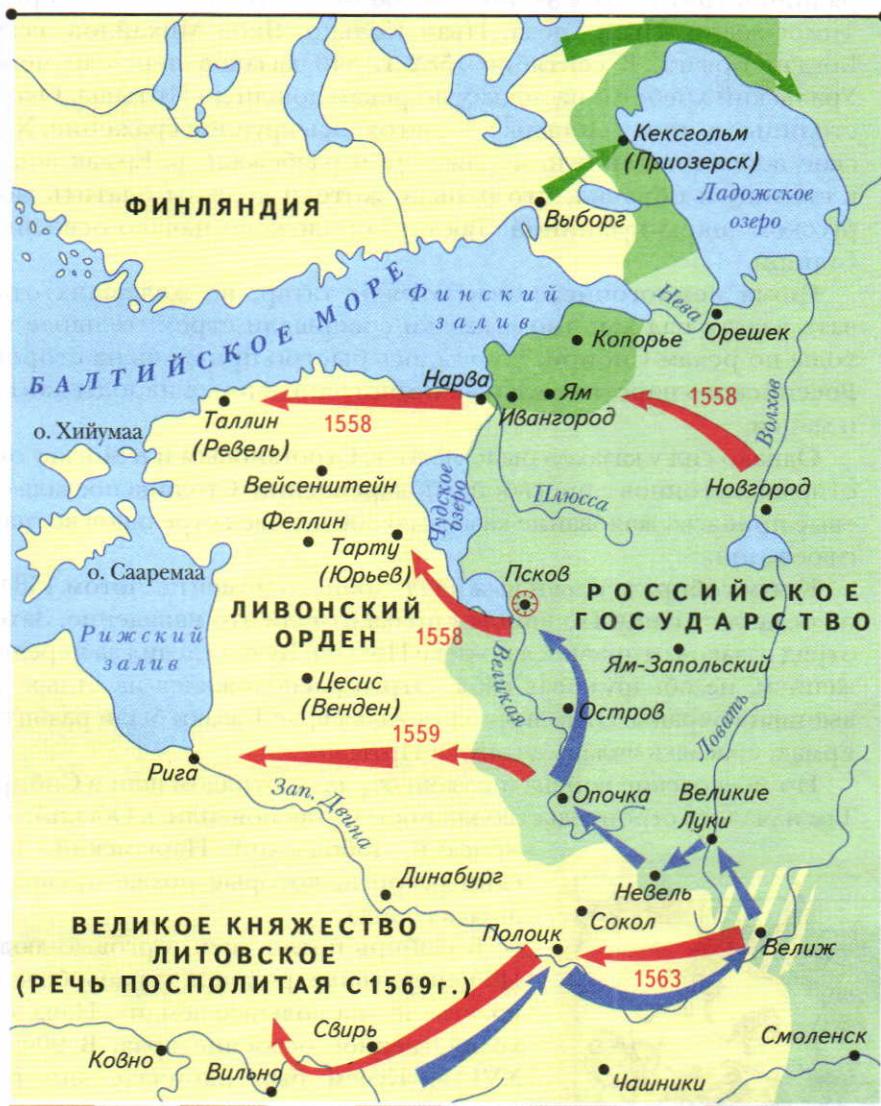 Кексгольм
(Приозерск)
Ладожское
озеро
ФИНЛЯНДИЯ
Выборг
Нева
Орешек
Финский
залив
БАЛТИЙСКОЕ МОРЕ
Копорье
Нарва
Ивангород
Ям
1558
Волхов
Таллин
(Ревель)
1558
о. Хийумаа
Вейсенштейн
Чудское
озеро
Плюсса
Новгород
Феллин
Тарту
(Юрьев)
о. Сааремаа
Псков
РОССИЙСКОЕ
ГОСУДАРСТВО
ЛИВОНСКИЙ
ОРДЕН
1558
Рижский
залив
Ям-Запольский
Цесис
(Венден)
Великая
Остров
Ловать
1559
Рига
Зап. Двина
Опочка
Великие
Луки
Невель
Динабург
Сокол
ВЕЛИКОЕ КНЯЖЕСТВО
ЛИТОВСКОЕ
(РЕЧЬ ПОСПОЛИТАЯ С 1569г.)
Полоцк
Велиж
1563
Свирь
Смоленск
Ковно
Вильно
Чашники